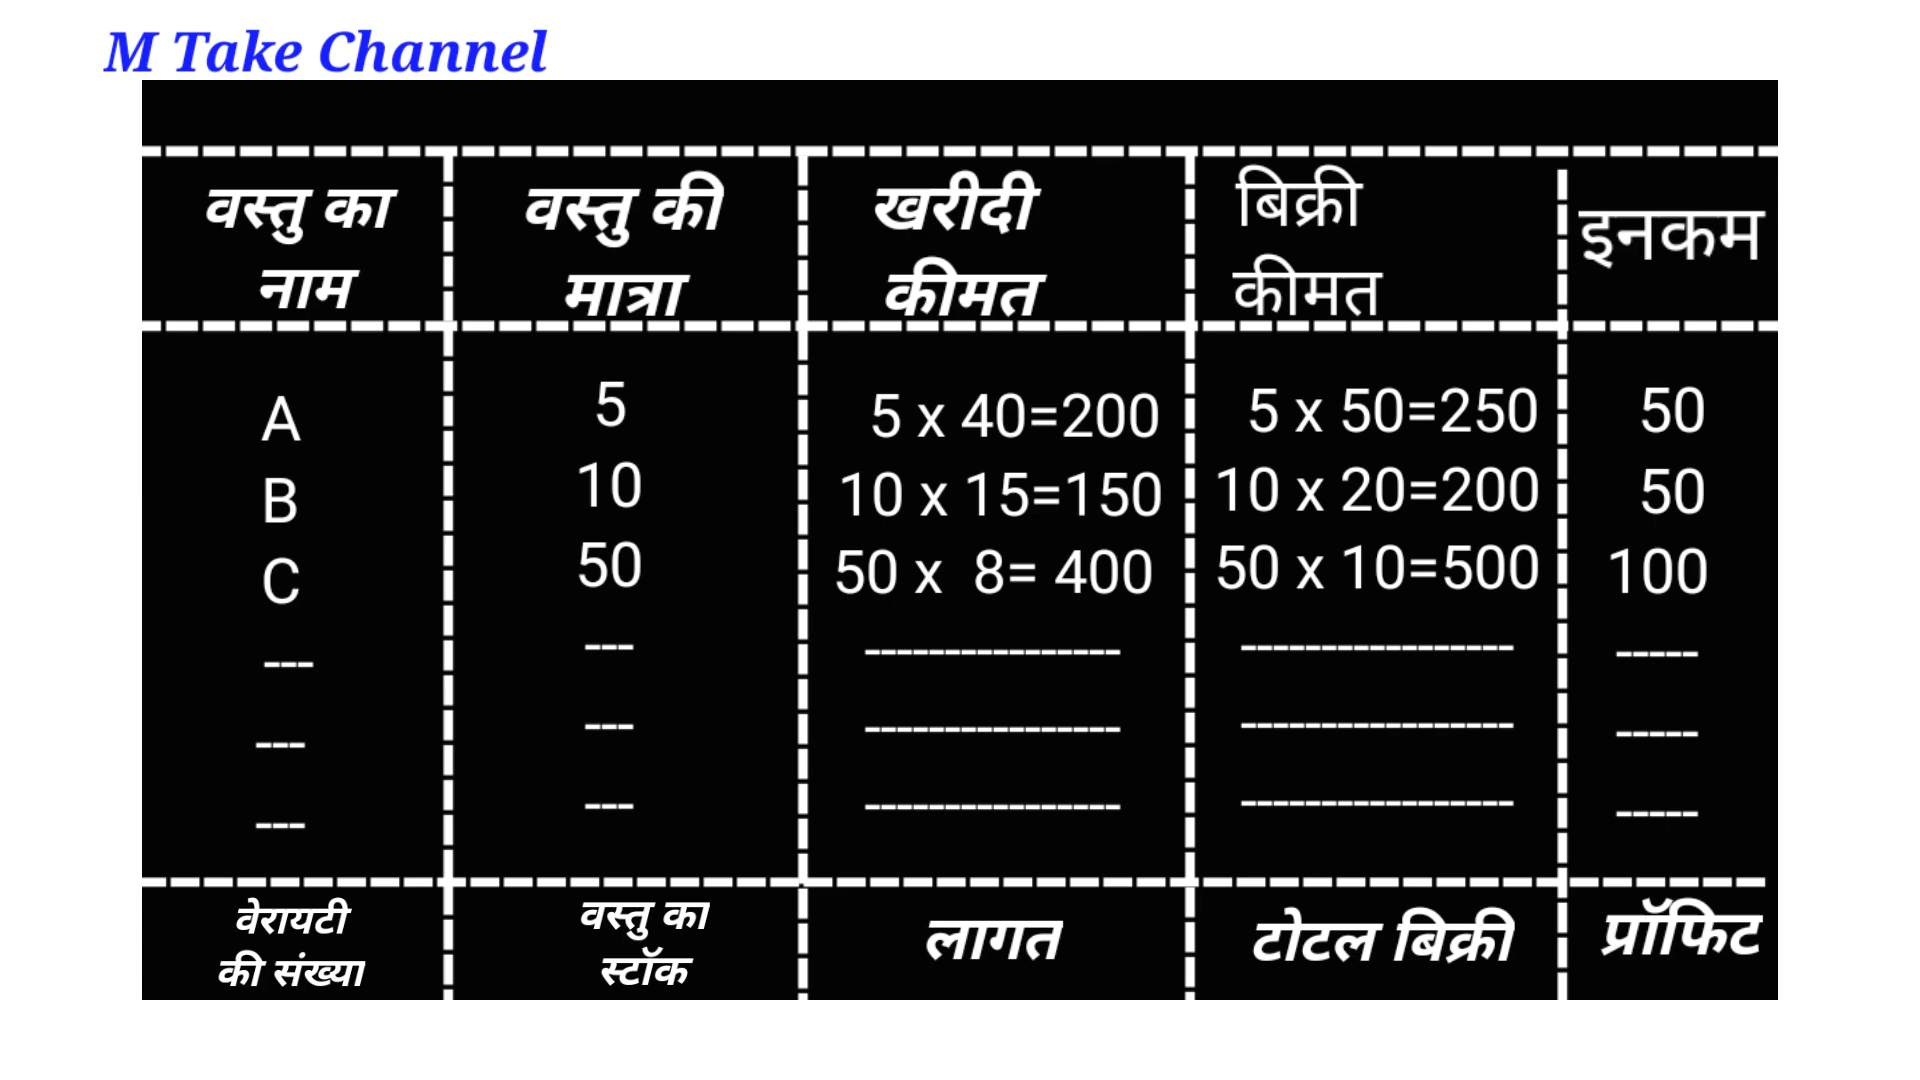 M Take Channel
वस्तु का नाम
वस्तु की मात्रा
खरीदी कीमत
बिक्री कीमत
इनकम
A 5 5 x 40=200 5 x 50=250 50
B 10 10 x 15=150 10 x 20=200 50
C 50 50 x 8= 400 50 x 10=500 100
--- --- ---------------- ----------------- -----
--- --- ---------------- ----------------- -----
--- --- ---------------- ----------------- -----
वेरायटी की संख्या
वस्तु का स्टॉक
लागत
टोटल बिक्री
प्रॉफिट